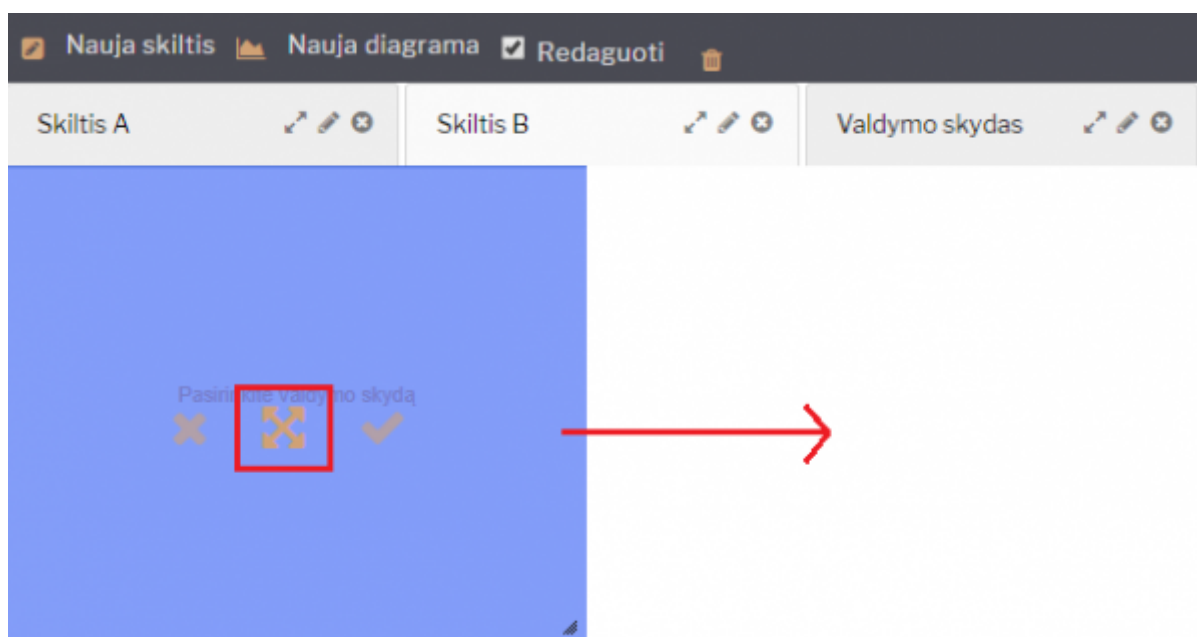 Nauja skiltis Nauja diagrama Redaguoti
Skiltis A Skiltis B Valdymo skydas
Pasirinkite valdymo skydą